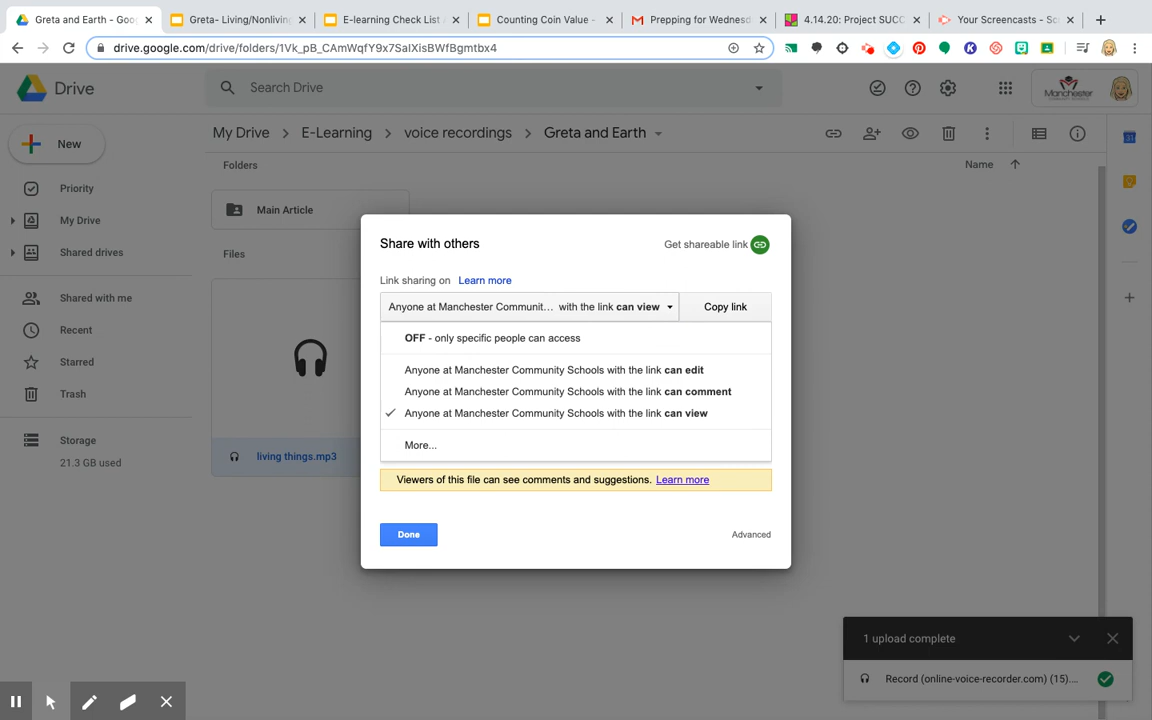 Greta and Earth - Goog
Greta- Living/Nonliving
E-learning Check List
Counting Coin Value -
Prepping for Wednesd
4.14.20: Project SUCC
Your Screencasts - Sc
drive.google.com/drive/folders/1Vk_pB_CAmWqfY9x7SaIXisBWfBgmtbx4
Drive
Search Drive
Manchester
New
My Drive > E-Learning > voice recordings > Greta and Earth
Folders
Name
Priority
My Drive
Shared drives
Shared with me
Recent
Starred
Trash
Storage
21.3 GB used
Main Article
Files
living things.mp3
Share with others
Get shareable link
Link sharing on Learn more
Anyone at Manchester Communit... with the link can view
Copy link
OFF - only specific people can access
Anyone at Manchester Community Schools with the link can edit
Anyone at Manchester Community Schools with the link can comment
Anyone at Manchester Community Schools with the link can view
More...
Viewers of this file can see comments and suggestions. Learn more
Done
Advanced
1 upload complete
Record (online-voice-recorder.com) (15)....
31
K